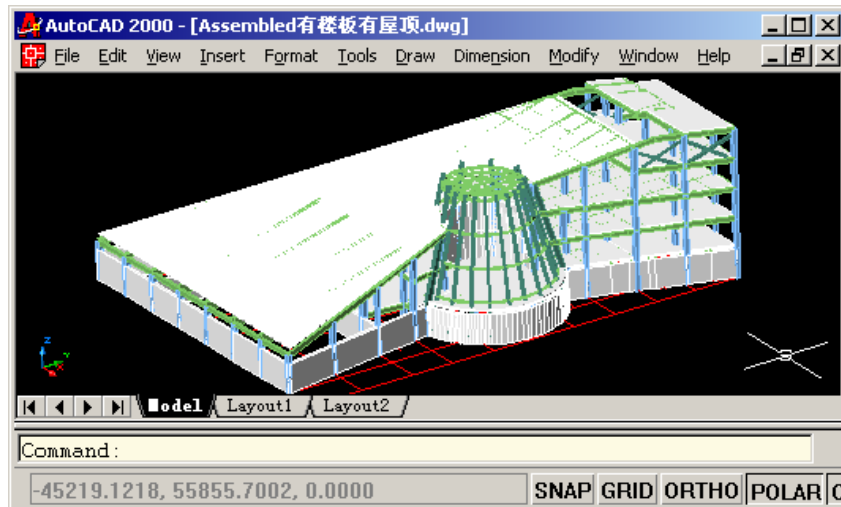 AutoCAD 2000 - [Assembled有楼板有屋顶.dwg]
File Edit View Insert Format Tools Draw Dimension Modify Window Help
Z
Model Layout1 Layout2
Command:
-45219.1218, 55855.7002, 0.0000 SNAP GRID ORTHO POLAR